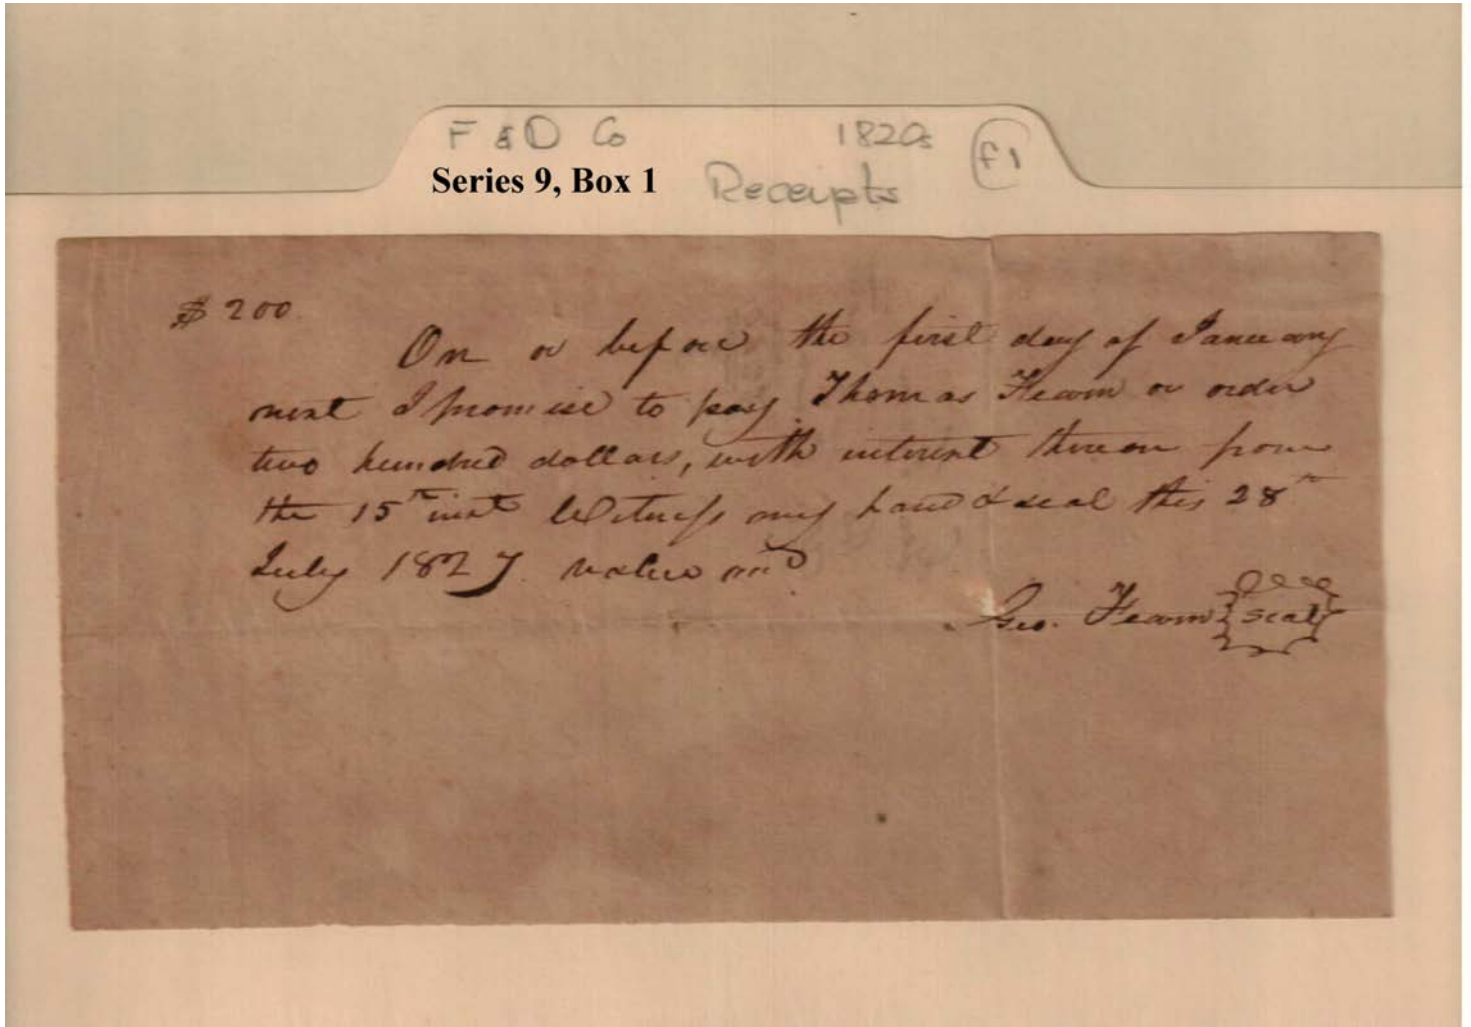 F & D Co 1820s f1
Series 9, Box 1 Receipts
$ 200.
On or before the first day of January
next I promise to pay Thomas Fearn or order
two hundred dollars, with interest thereon from
the 15th inst Witness my hand & seal this 28th
July 1827. value recd
Geo. Fearn seal